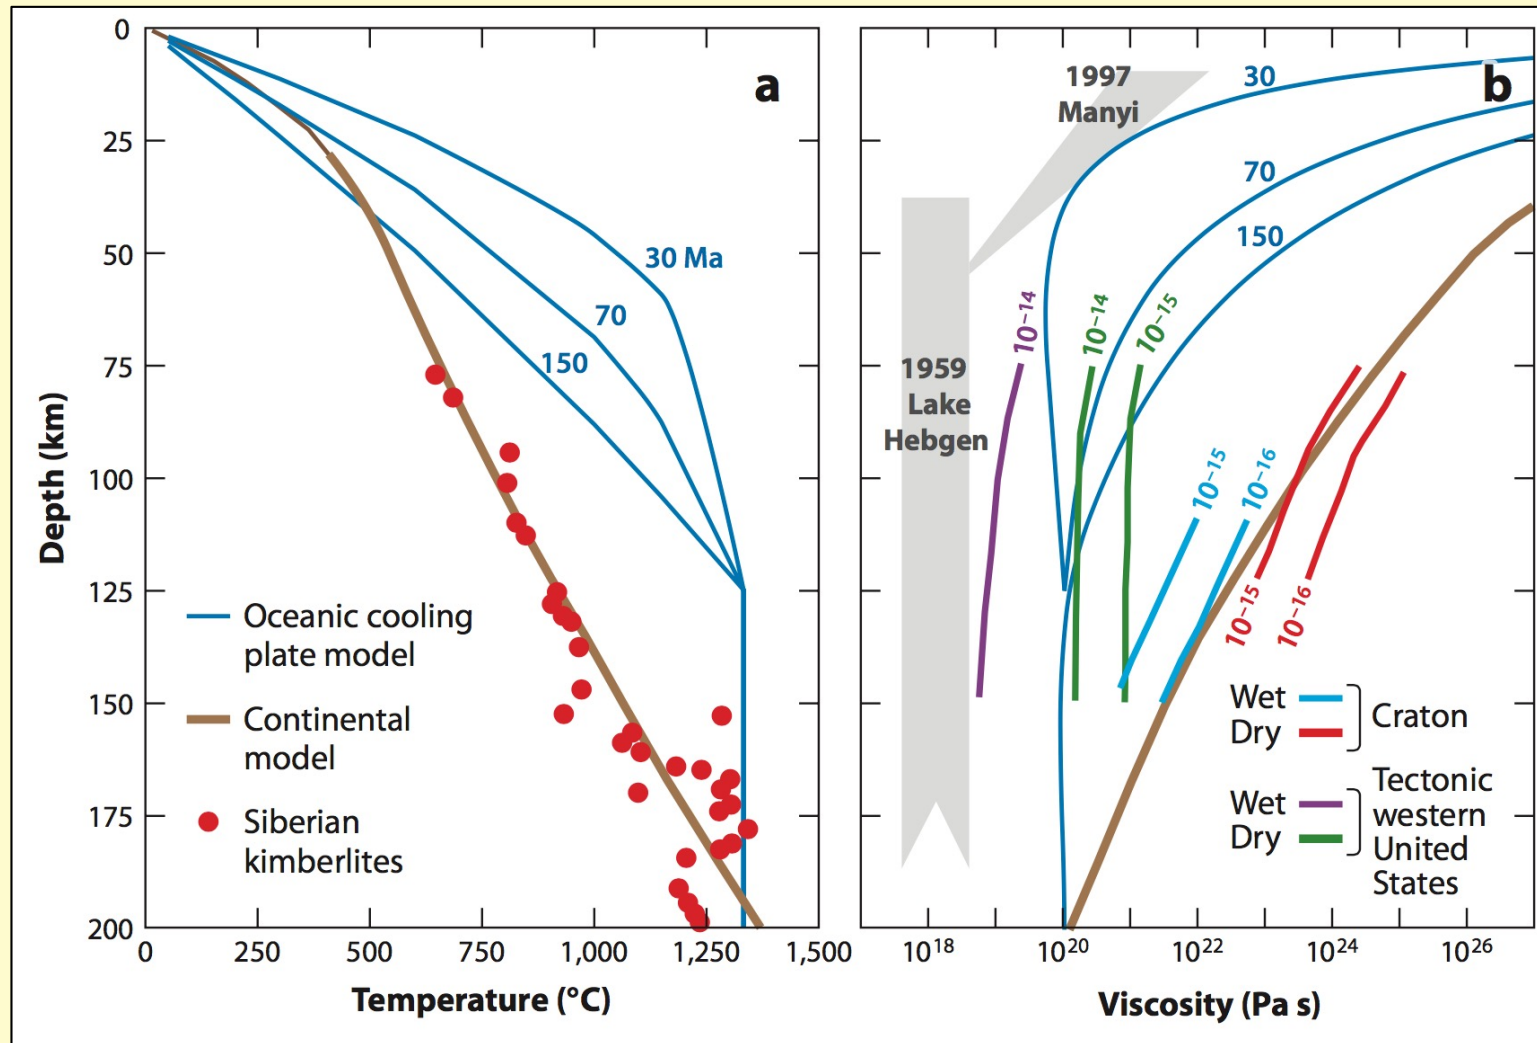 a
0
25
50
75
100
125
150
175
200
Depth (km)
30 Ma
70
150
Oceanic cooling
plate model
Continental
model
Siberian
kimberlites
0
250
500
750
1,000
1,250
1,500
Temperature (°C)
b
1997
Manyi
30
70
150
10⁻¹⁴
10⁻¹⁴
10⁻¹⁵
1959
Lake
Hebgen
10⁻¹⁵
10⁻¹⁶
10⁻¹⁵
10⁻¹⁶
Wet
Dry
Craton
Wet
Dry
Tectonic
western
United
States
10¹⁸
10²⁰
10²²
10²⁴
10²⁶
Viscosity (Pa s)